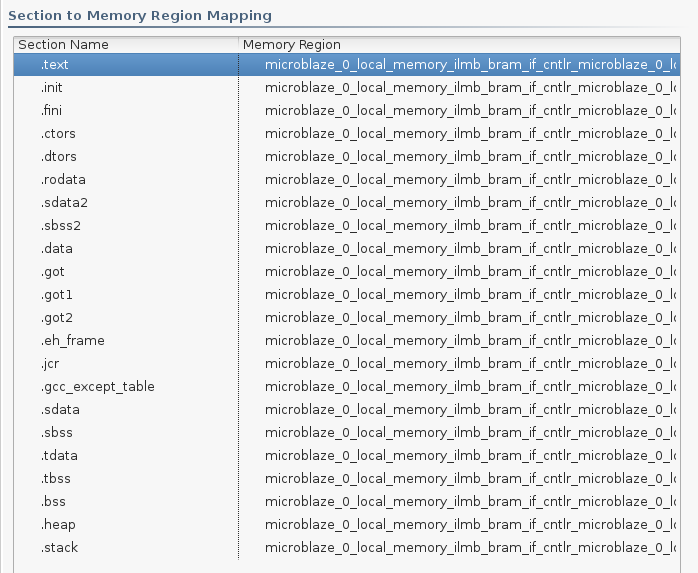 Section to Memory Region Mapping
Section Name Memory Region
.text microblaze_0_local_memory_ilmb_bram_if_cntlr_microblaze_0_lo
.init microblaze_0_local_memory_ilmb_bram_if_cntlr_microblaze_0_lo
.fini microblaze_0_local_memory_ilmb_bram_if_cntlr_microblaze_0_lo
.ctors microblaze_0_local_memory_ilmb_bram_if_cntlr_microblaze_0_lo
.dtors microblaze_0_local_memory_ilmb_bram_if_cntlr_microblaze_0_lo
.rodata microblaze_0_local_memory_ilmb_bram_if_cntlr_microblaze_0_lo
.sdata2 microblaze_0_local_memory_ilmb_bram_if_cntlr_microblaze_0_lo
.sbss2 microblaze_0_local_memory_ilmb_bram_if_cntlr_microblaze_0_lo
.data microblaze_0_local_memory_ilmb_bram_if_cntlr_microblaze_0_lo
.got microblaze_0_local_memory_ilmb_bram_if_cntlr_microblaze_0_lo
.got1 microblaze_0_local_memory_ilmb_bram_if_cntlr_microblaze_0_lo
.got2 microblaze_0_local_memory_ilmb_bram_if_cntlr_microblaze_0_lo
.eh_frame microblaze_0_local_memory_ilmb_bram_if_cntlr_microblaze_0_lo
.jcr microblaze_0_local_memory_ilmb_bram_if_cntlr_microblaze_0_lo
.gcc_except_table microblaze_0_local_memory_ilmb_bram_if_cntlr_microblaze_0_lo
.sdata microblaze_0_local_memory_ilmb_bram_if_cntlr_microblaze_0_lo
.sbss microblaze_0_local_memory_ilmb_bram_if_cntlr_microblaze_0_lo
.tdata microblaze_0_local_memory_ilmb_bram_if_cntlr_microblaze_0_lo
.tbss microblaze_0_local_memory_ilmb_bram_if_cntlr_microblaze_0_lo
.bss microblaze_0_local_memory_ilmb_bram_if_cntlr_microblaze_0_lo
.heap microblaze_0_local_memory_ilmb_bram_if_cntlr_microblaze_0_lo
.stack microblaze_0_local_memory_ilmb_bram_if_cntlr_microblaze_0_lo